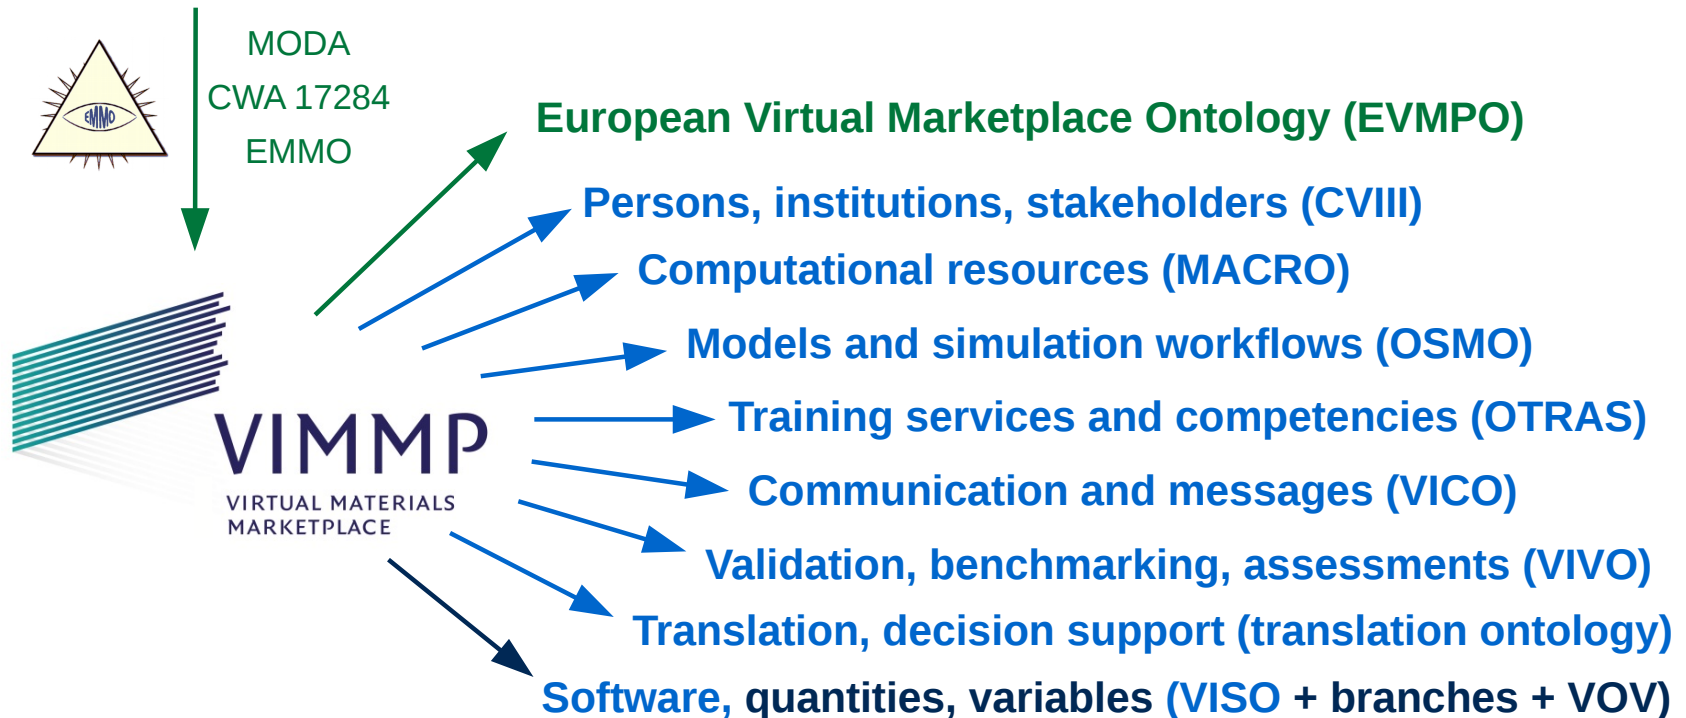 MODA
CWA 17284
EMMO
EMMO
European Virtual Marketplace Ontology (EVMPO)
Persons, institutions, stakeholders (CVIII)
Computational resources (MACRO)
Models and simulation workflows (OSMO)
Training services and competencies (OTRAS)
Communication and messages (VICO)
Validation, benchmarking, assessments (VIVO)
Translation, decision support (translation ontology)
Software, quantities, variables (VISO + branches + VOV)
VIMMP
VIRTUAL MATERIALS
MARKETPLACE